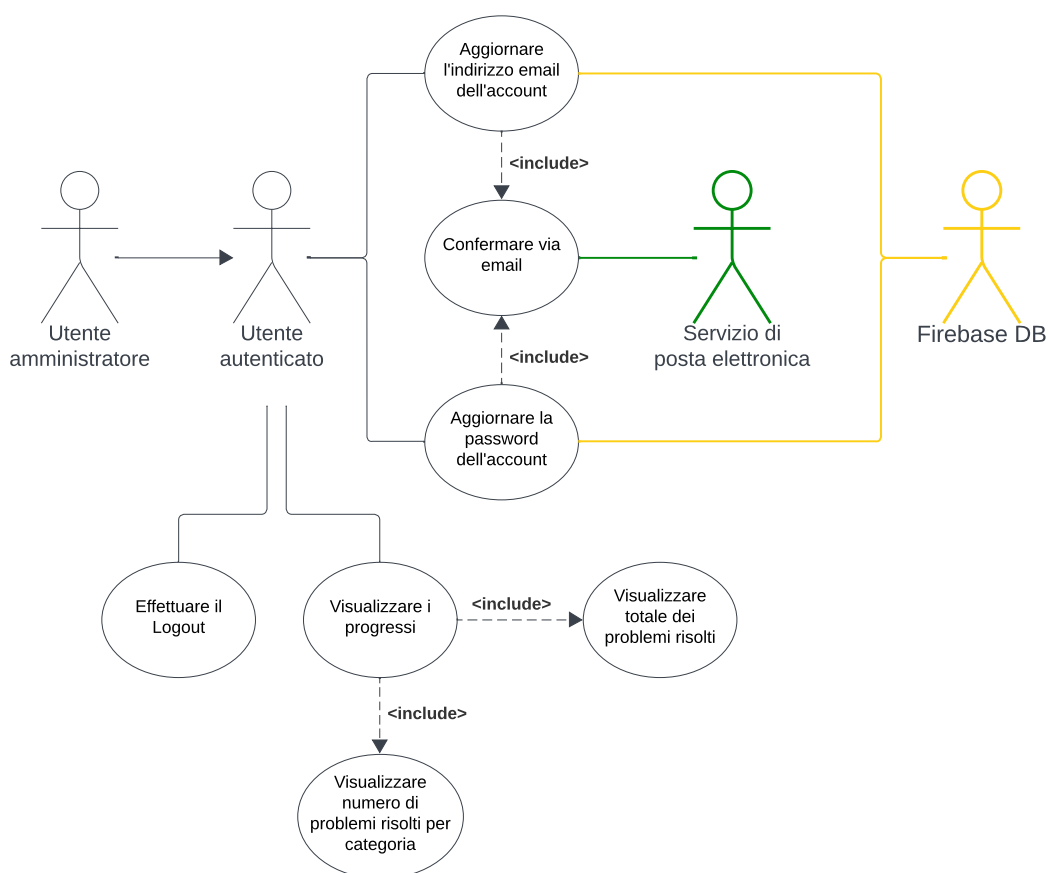 Aggiornare
l'indirizzo email
dell'account
<include>
Confermare via
email
Utente
amministratore
Utente
autenticato
Servizio di
posta elettronica
Firebase DB
<include>
Aggiornare la
password
dell'account
Effettuare il
Logout
Visualizzare i
progressi
<include>
Visualizzare
totale dei
problemi risolti
<include>
Visualizzare
numero di
problemi risolti per
categoria